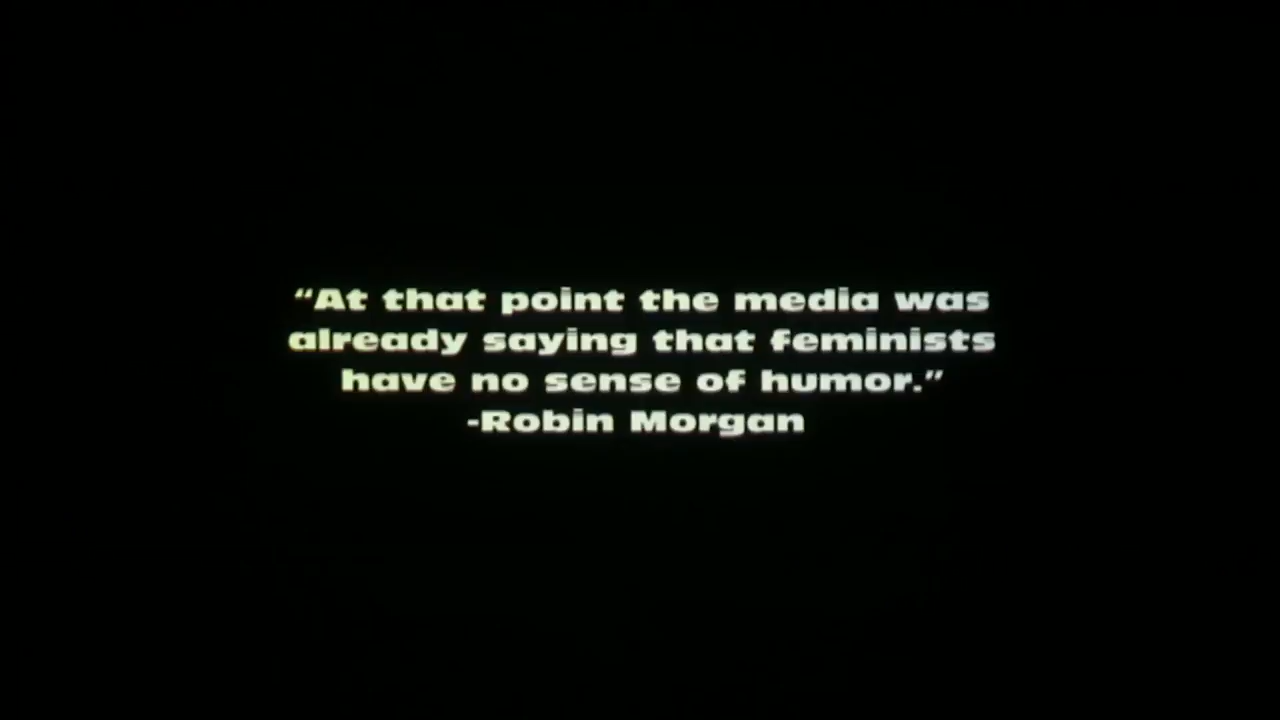 “At that point the media was
already saying that feminists
have no sense of humor.”
-Robin Morgan